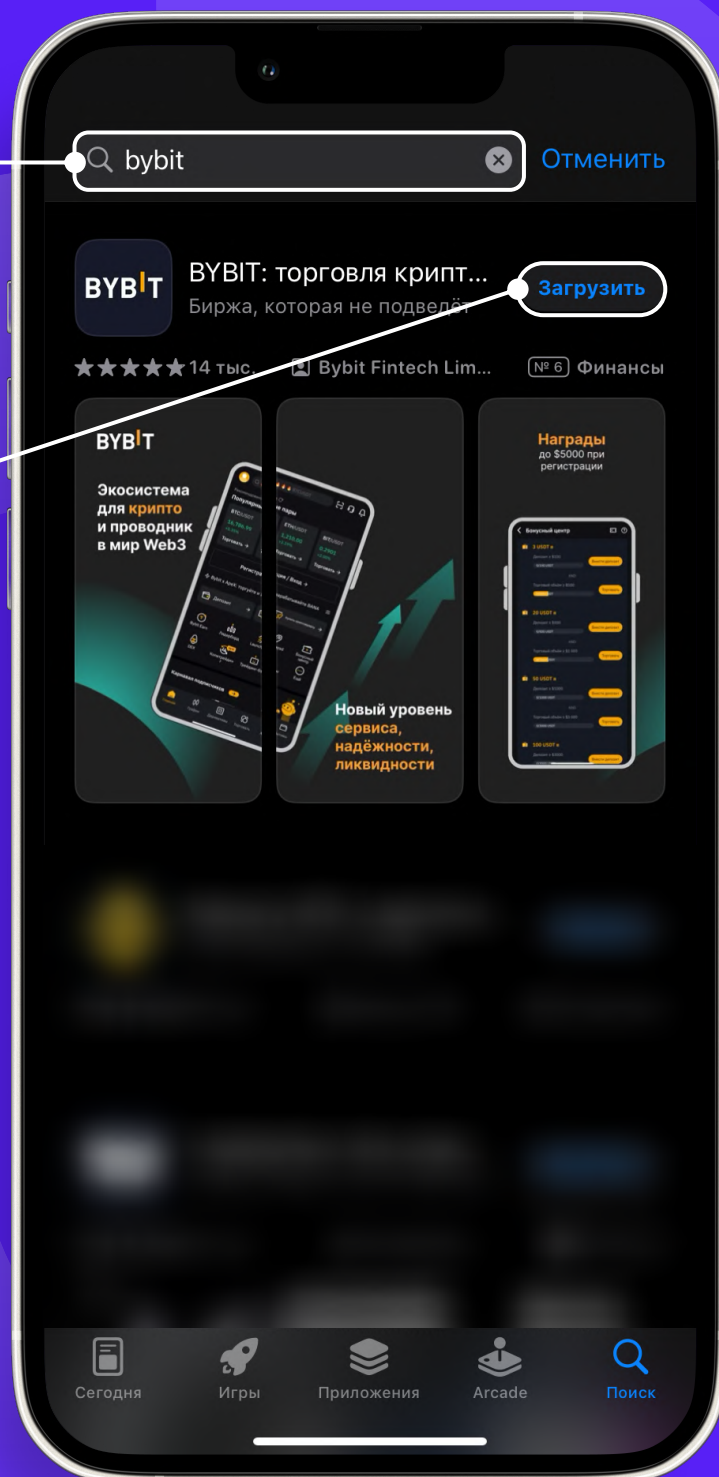 bybit
Отменить
BYBIT
BYBIT: торговля крипт...
Биржа, которая не подведёт
Загрузить
14 тыс.
Bybit Fintech Lim...
№ 6 Финансы
BYBIT
Экосистема
для крипто
и проводник
в мир Web3
Новый уровень
сервиса,
надёжности,
ликвидности
Награды
до $5000 при
регистрации
Бонусный центр
Сегодня
Игры
Приложения
Arcade
Поиск